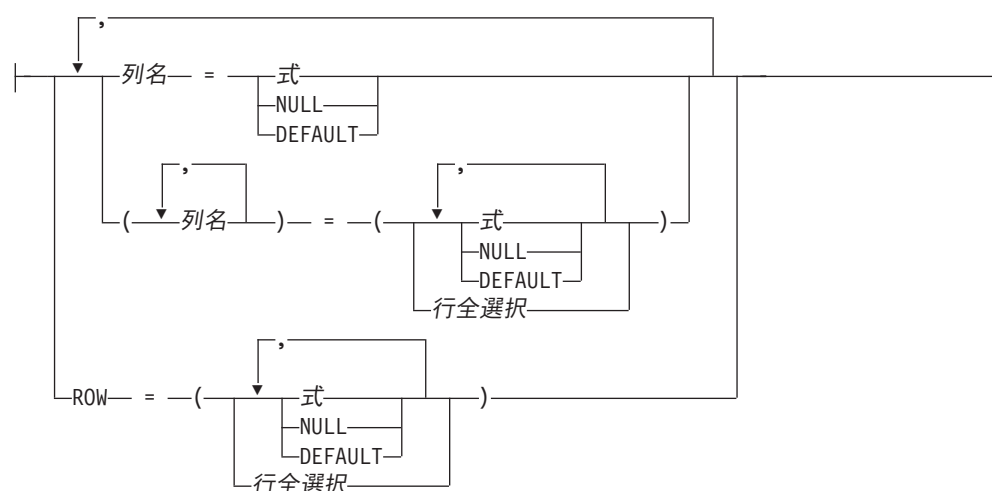 ,
列名 = 式
NULL
DEFAULT
, ,
( 列名 ) = ( 式 )
NULL
DEFAULT
行全選択
,
ROW = ( 式 )
NULL
DEFAULT
行全選択